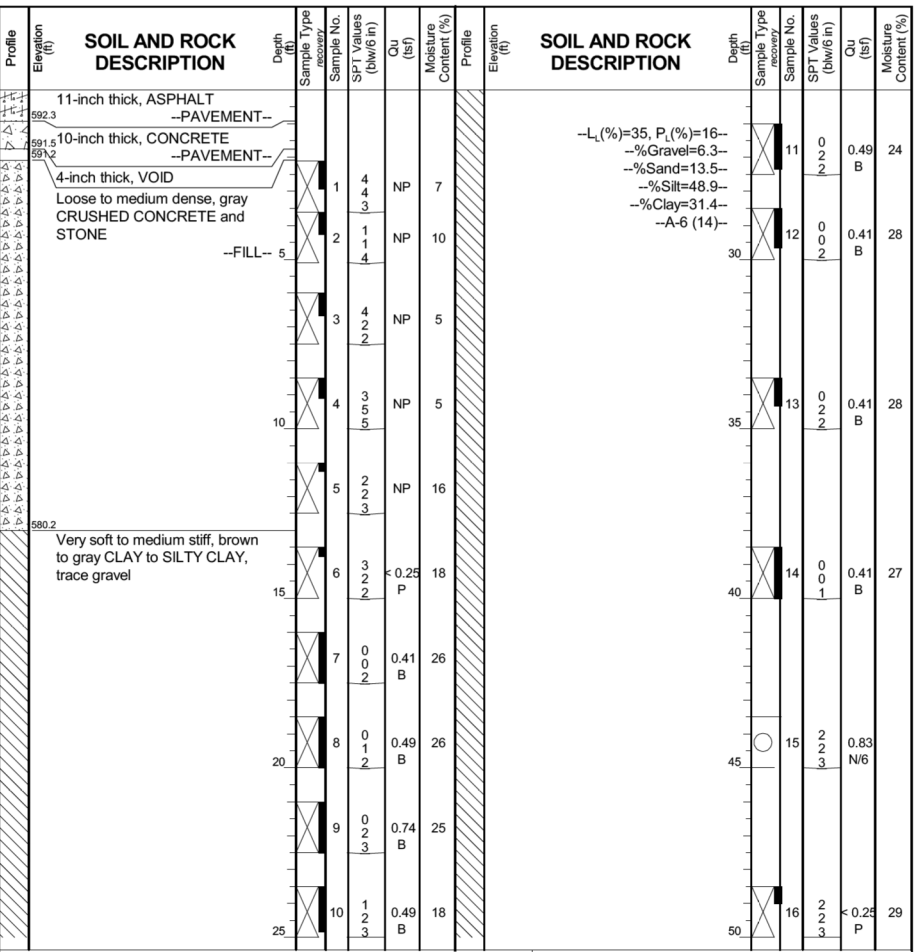 Profile
Elevation
(ft)
SOIL AND ROCK
DESCRIPTION
Depth
(ft)
Sample Type
recovery
Sample No.
SPT Values
(blw/6 in)
Qu
(tsf)
Moisture
Content (%)
11-inch thick, ASPHALT
592.3
--PAVEMENT--
10-inch thick, CONCRETE
591.5
--PAVEMENT--
591.2
4-inch thick, VOID
Loose to medium dense, gray
CRUSHED CONCRETE and
STONE
--FILL--
1 4 4 3 NP 7
2 1 1 4 NP 10
5
3 4 2 2 NP 5
4 3 5 5 NP 5
10
5 2 2 3 NP 16
580.2
Very soft to medium stiff, brown
to gray CLAY to SILTY CLAY,
trace gravel
6 3 2 2 < 0.25 P 18
15
7 0 0 2 0.41 B 26
8 0 1 2 0.49 B 26
20
9 0 2 3 0.74 B 25
10 1 2 3 0.49 B 18
25
Profile
Elevation
(ft)
SOIL AND ROCK
DESCRIPTION
Depth
(ft)
Sample Type
recovery
Sample No.
SPT Values
(blw/6 in)
Qu
(tsf)
Moisture
Content (%)
--LL(%)=35, PL(%)=16--
--%Gravel=6.3--
--%Sand=13.5--
--%Silt=48.9--
--%Clay=31.4--
--A-6 (14)--
11 0 2 2 0.49 B 24
12 0 0 2 0.41 B 28
30
13 0 2 2 0.41 B 28
35
14 0 0 1 0.41 B 27
40
15 2 2 3 0.83 N/6
45
16 2 2 3 < 0.25 P 29
50